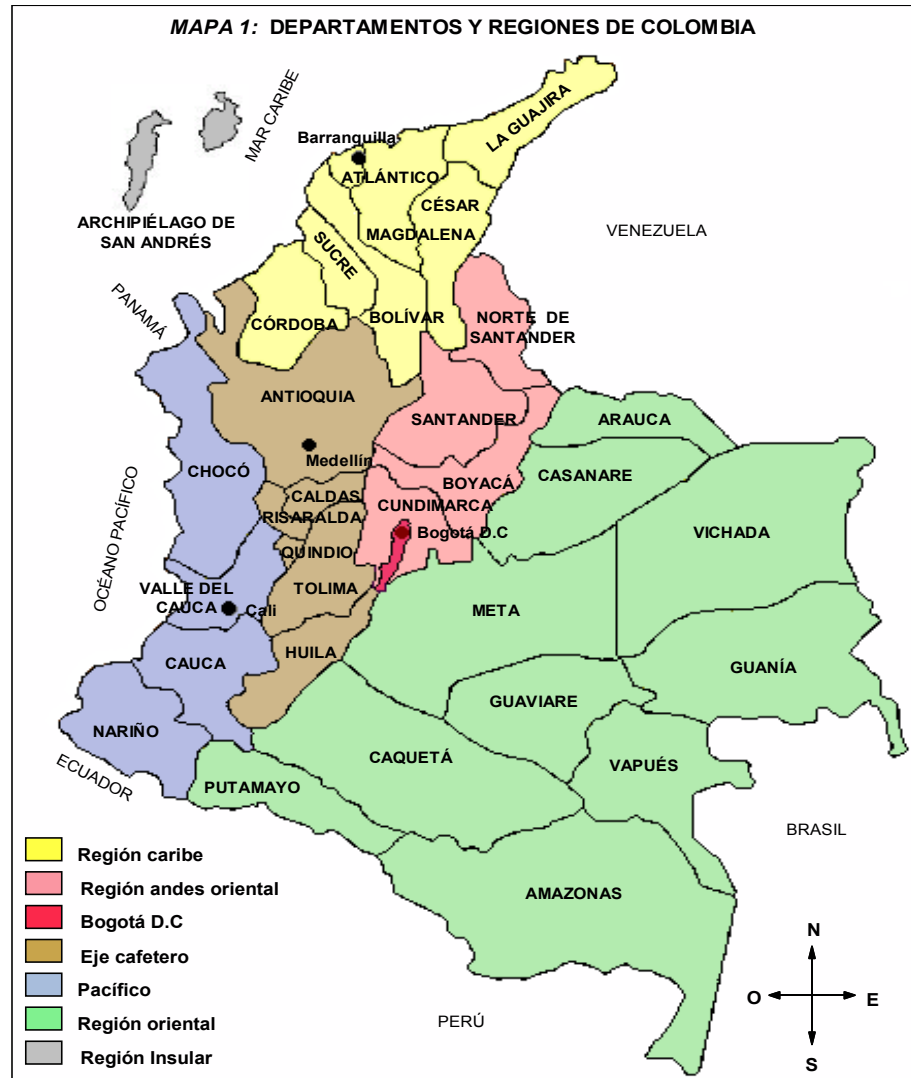 MAPA 1: DEPARTAMENTOS Y REGIONES DE COLOMBIA
MAR CARIBE
LA GUAJIRA
Barranquilla
ATLÁNTICO
CÉSAR
ARCHIPIÉLAGO DE
SAN ANDRÉS
MAGDALENA
VENEZUELA
SUCRE
PANAMÁ
CÓRDOBA
BOLÍVAR
NORTE DE
SANTANDER
ANTIOQUIA
SANTANDER
ARAUCA
Medellín
CHOCÓ
CASANARE
BOYACÁ
CALDAS
CUNDIMARCA
RISARALDA
Bogotá D.C
VICHADA
OCÉANO PACÍFICO
QUINDIO
VALLE DEL
CAUCA
TOLIMA
Cali
META
HUILA
CAUCA
GUANÍA
GUAVIARE
NARIÑO
CAQUETÁ
VAPUÉS
ECUADOR
PUTAMAYO
BRASIL
AMAZONAS
Región caribe
Región andes oriental
Bogotá D.C
Eje cafetero
Pacífico
Región oriental
Región Insular
PERÚ
N
O
E
S